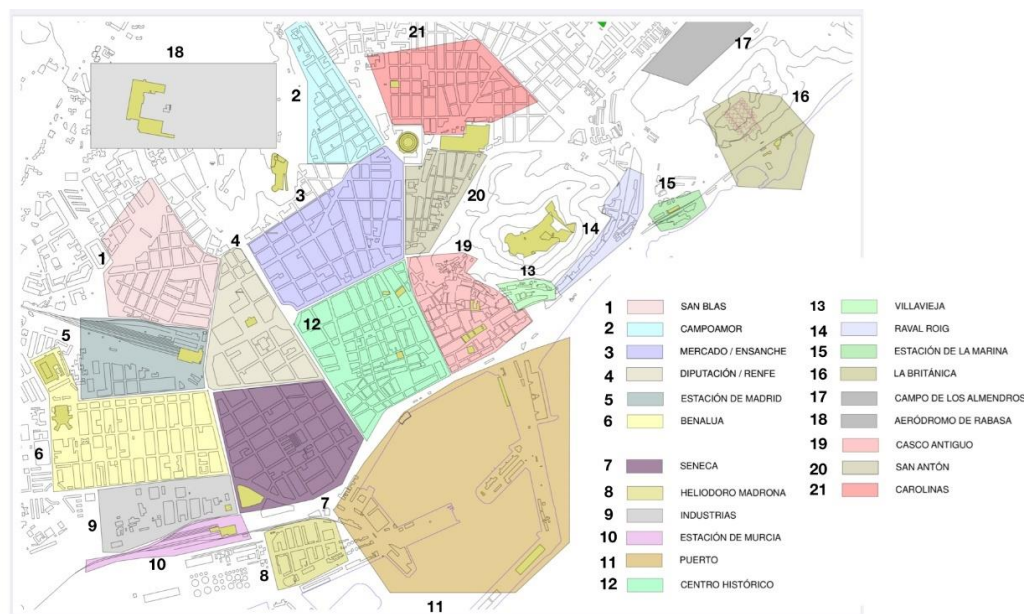 21
18
17
2
16
3
20
15
4
14
19
1
13
12
5
6
7
9
10
8
11
1 SAN BLAS
2 CAMPOAMOR
3 MERCADO / ENSANCHE
4 DIPUTACIÓN / RENFE
5 ESTACIÓN DE MADRID
6 BENALUA
7 SENECA
8 HELIODORO MADRONA
9 INDUSTRIAS
10 ESTACIÓN DE MURCIA
11 PUERTO
12 CENTRO HISTÓRICO
13 VILLAVIEJA
14 RAVAL ROIG
15 ESTACIÓN DE LA MARINA
16 LA BRITÁNICA
17 CAMPO DE LOS ALMENDROS
18 AERÓDROMO DE RABASA
19 CASCO ANTIGUO
20 SAN ANTÓN
21 CAROLINAS